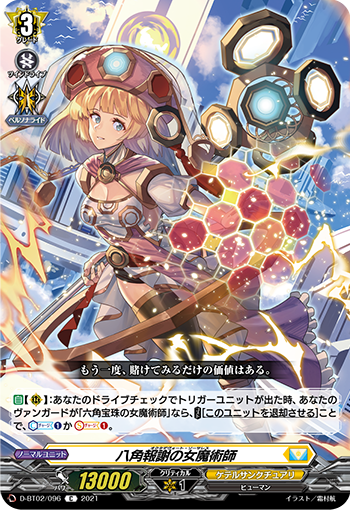 3
グレード
ツインドライブ
ペルソナライド
もう一度、賭けてみるだけの価値はある。
:あなたのドライブチェックでトリガーユニットが出た時、あなたの
ヴァンガードが「六角宝珠の女魔術師」なら、[このユニットを退却させる]こと
で、(1)(1)。
ノーマルユニット
八角報謝の女魔術師
パワー 13000
クリティカル
1
ケテルサンクチュアリ
ヒューマン
D-BT02/096 C 2021
イラスト/霜村航